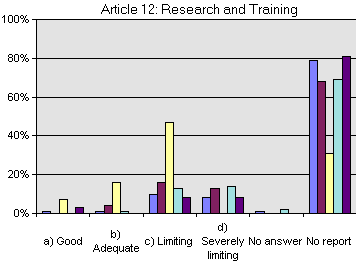 Article 12: Research and Training
100%
80%
60%
40%
20%
0%
a) Good
b)
Adequate
c) Limiting
d)
Severely
limiting
No answer
No report